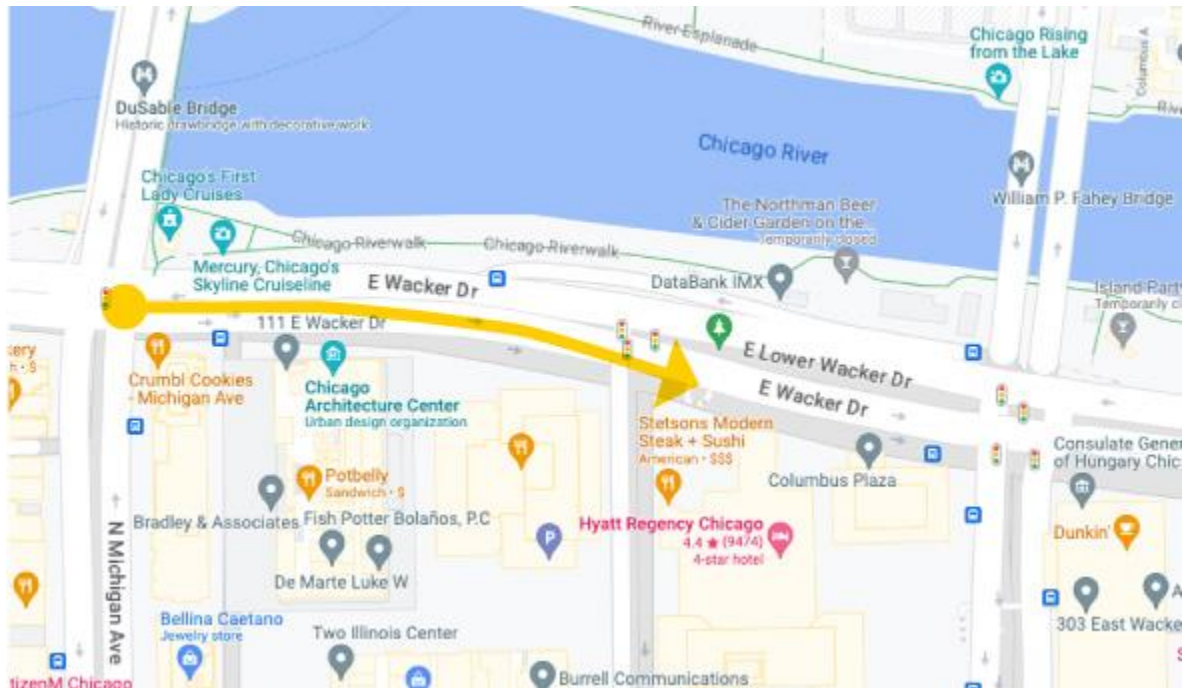 River Esplanade
Chicago Rising
from the Lake
Columbus A
DuSable Bridge
Historic drawbridge with decorative work
Chicago River
Chicago's First
Lady Cruises
William P. Fahey Bridge
The Northman Beer
& Cider Garden on the...
Temporarily closed
Chicago Riverwalk
Chicago Riverwalk
Mercury, Chicago's
Skyline Cruiseline
E Wacker Dr
DataBank IMX
Island Party
Temporarily cl
111 E Wacker Dr
E Lower Wacker Dr
Crumbl Cookies
- Michigan Ave
Chicago
Architecture Center
Urban design organization
E Wacker Dr
ery
h · $
Stetsons Modern
Steak + Sushi
American · $$$
Consulate Gener
of Hungary Chic
Columbus Plaza
Potbelly
Sandwich · $
Bradley & Associates
Fish Potter Bolaños, P.C
P
Hyatt Regency Chicago
4.4 ★ (9474)
4-star hotel
Dunkin'
N Michigan Ave
De Marte Luke W
A
303 East Wacke
Bellina Caetano
Jewelry store
Two Illinois Center
Burrell Communications
tizenM Chicago
S